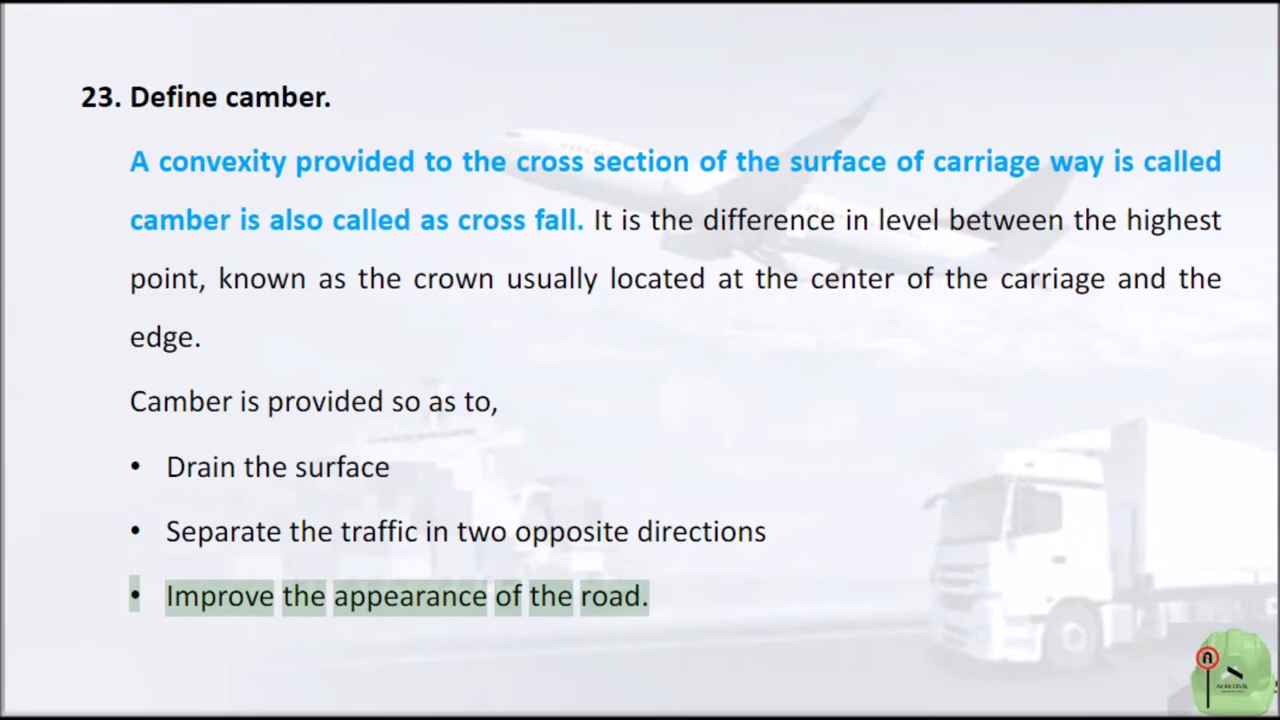 23. Define camber.
A convexity provided to the cross section of the surface of carriage way is called
camber is also called as cross fall. It is the difference in level between the highest
point, known as the crown usually located at the center of the carriage and the
edge.
Camber is provided so as to,
• Drain the surface
• Separate the traffic in two opposite directions
• Improve the appearance of the road.